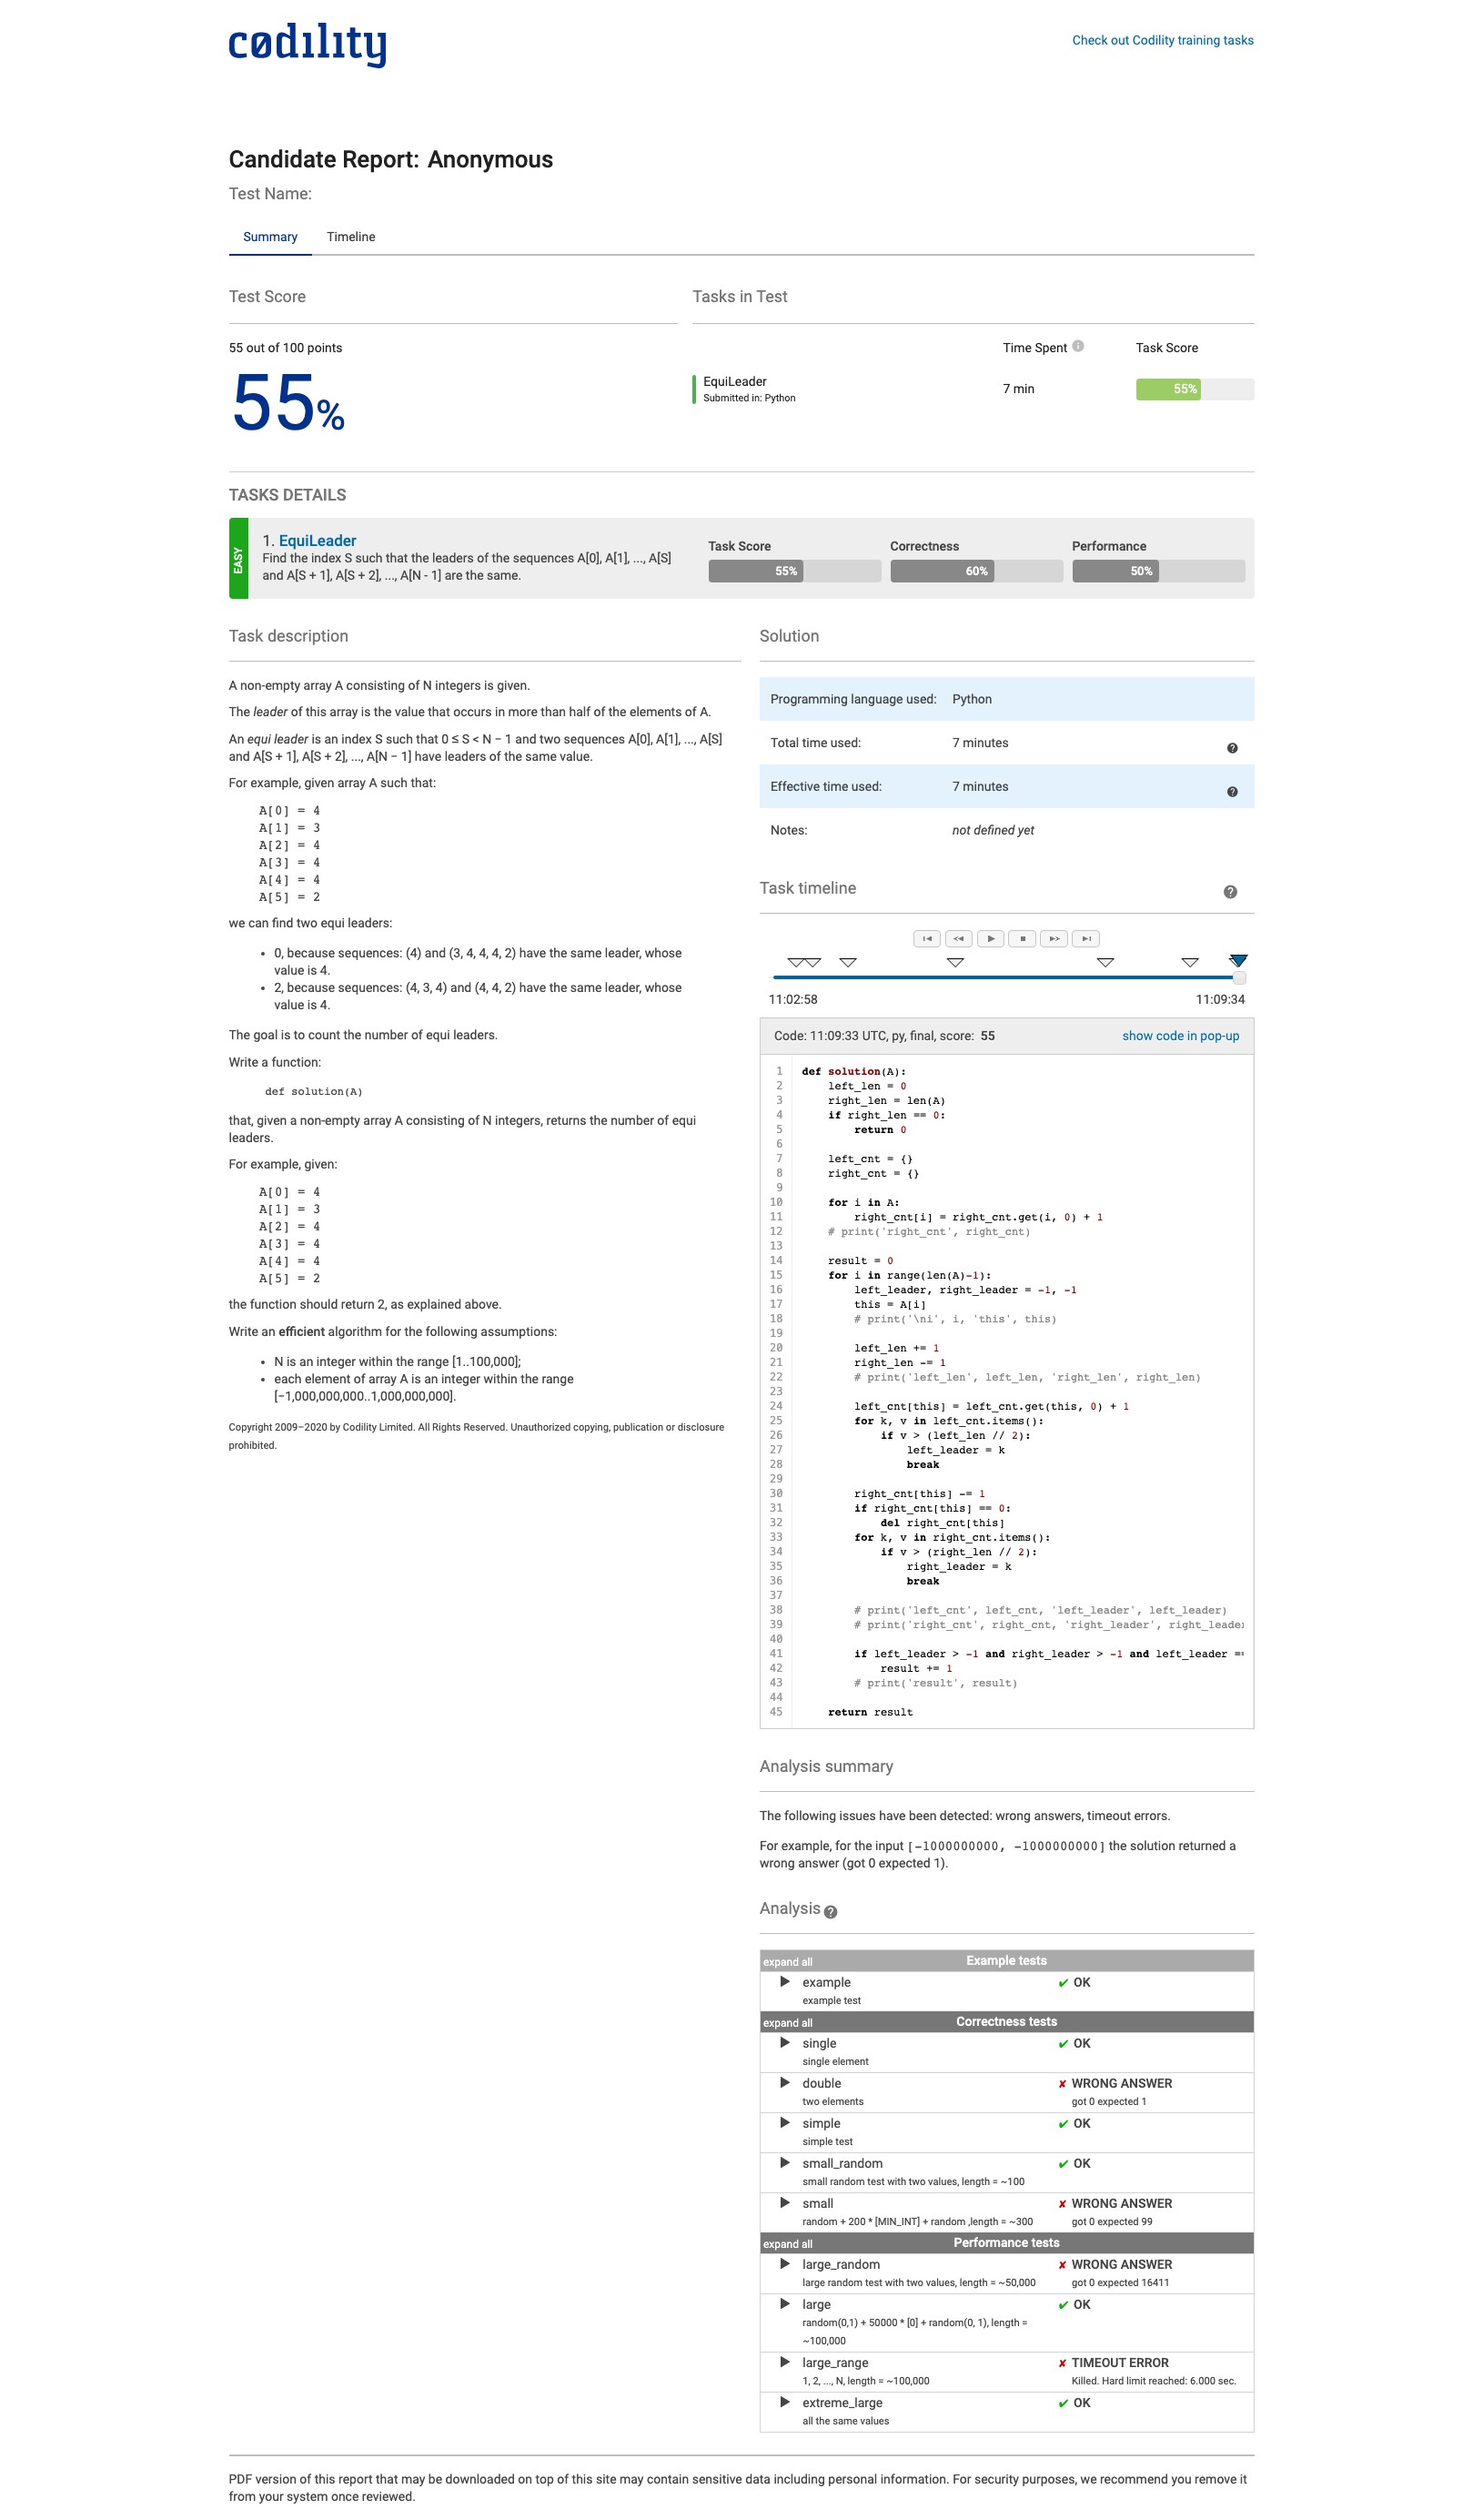 cødility
Check out Codility training tasks
Candidate Report: Anonymous
Test Name:
Summary Timeline
Test Score
55 out of 100 points
55%
Tasks in Test
Time Spent Task Score
EquiLeader
Submitted in: Python
7 min 55%
TASKS DETAILS
EASY
1. EquiLeader
Find the index S such that the leaders of the sequences A[0], A[1], ..., A[S]
and A[S + 1], A[S + 2], ..., A[N - 1] are the same.
Task Score Correctness Performance
55% 60% 50%
Task description
A non-empty array A consisting of N integers is given.
The leader of this array is the value that occurs in more than half of the elements of A.
An equi leader is an index S such that 0 ≤ S < N − 1 and two sequences A[0], A[1], ..., A[S]
and A[S + 1], A[S + 2], ..., A[N − 1] have leaders of the same value.
For example, given array A such that:
A[0] = 4
A[1] = 3
A[2] = 4
A[3] = 4
A[4] = 4
A[5] = 2
we can find two equi leaders:
• 0, because sequences: (4) and (3, 4, 4, 4, 2) have the same leader, whose
value is 4.
• 2, because sequences: (4, 3, 4) and (4, 4, 2) have the same leader, whose
value is 4.
The goal is to count the number of equi leaders.
Write a function:
def solution(A)
that, given a non-empty array A consisting of N integers, returns the number of equi
leaders.
For example, given:
A[0] = 4
A[1] = 3
A[2] = 4
A[3] = 4
A[4] = 4
A[5] = 2
the function should return 2, as explained above.
Write an efficient algorithm for the following assumptions:
• N is an integer within the range [1..100,000];
• each element of array A is an integer within the range
[−1,000,000,000..1,000,000,000].
Copyright 2009–2020 by Codility Limited. All Rights Reserved. Unauthorized copying, publication or disclosure
prohibited.
Solution
Programming language used: Python
Total time used: 7 minutes
Effective time used: 7 minutes
Notes: not defined yet
Task timeline
11:02:58 11:09:34
Code: 11:09:33 UTC, py, final, score: 55 show code in pop-up
1 def solution(A):
2     left_len = 0
3     right_len = len(A)
4     if right_len == 0:
5         return 0
6
7     left_cnt = {}
8     right_cnt = {}
9
10     for i in A:
11         right_cnt[i] = right_cnt.get(i, 0) + 1
12     # print('right_cnt', right_cnt)
13
14     result = 0
15     for i in range(len(A)-1):
16         left_leader, right_leader = -1, -1
17         this = A[i]
18         # print('\ni', i, 'this', this)
19
20         left_len += 1
21         right_len -= 1
22         # print('left_len', left_len, 'right_len', right_len)
23
24         left_cnt[this] = left_cnt.get(this, 0) + 1
25         for k, v in left_cnt.items():
26             if v > (left_len // 2):
27                 left_leader = k
28                 break
29
30         right_cnt[this] -= 1
31         if right_cnt[this] == 0:
32             del right_cnt[this]
33         for k, v in right_cnt.items():
34             if v > (right_len // 2):
35                 right_leader = k
36                 break
37
38         # print('left_cnt', left_cnt, 'left_leader', left_leader)
39         # print('right_cnt', right_cnt, 'right_leader', right_leader
40
41         if left_leader > -1 and right_leader > -1 and left_leader ==
42             result += 1
43         # print('result', result)
44
45     return result
Analysis summary
The following issues have been detected: wrong answers, timeout errors.
For example, for the input [-1000000000, -1000000000] the solution returned a
wrong answer (got 0 expected 1).
Analysis
expand all Example tests
example ✔ OK
example test
expand all Correctness tests
single ✔ OK
single element
double ✘ WRONG ANSWER
two elements got 0 expected 1
simple ✔ OK
simple test
small_random ✔ OK
small random test with two values, length = ~100
small ✘ WRONG ANSWER
random + 200 * [MIN_INT] + random ,length = ~300 got 0 expected 99
expand all Performance tests
large_random ✘ WRONG ANSWER
large random test with two values, length = ~50,000 got 0 expected 16411
large ✔ OK
random(0,1) + 50000 * [0] + random(0, 1), length =
~100,000
large_range ✘ TIMEOUT ERROR
1, 2, ..., N, length = ~100,000 Killed. Hard limit reached: 6.000 sec.
extreme_large ✔ OK
all the same values
PDF version of this report that may be downloaded on top of this site may contain sensitive data including personal information. For security purposes, we recommend you remove it
from your system once reviewed.